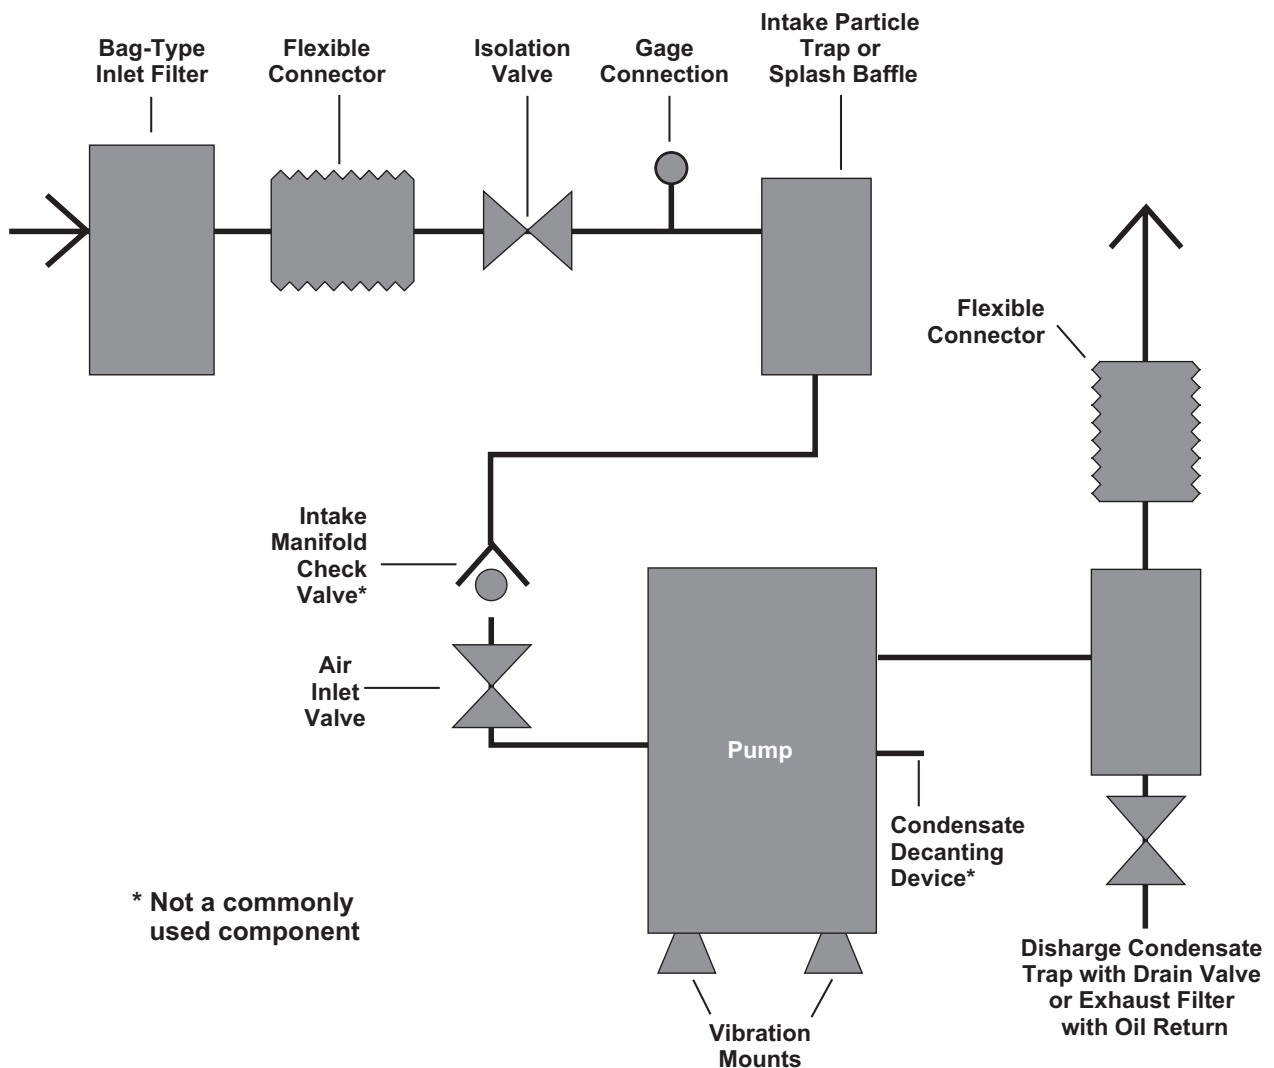 Bag-Type
Inlet Filter
Flexible
Connector
Isolation
Valve
Gage
Connection
Intake Particle
Trap or
Splash Baffle
Flexible
Connector
Intake
Manifold
Check
Valve*
Air
Inlet
Valve
Pump
Condensate
Decanting
Device*
* Not a commonly
used component
Disharge Condensate
Trap with Drain Valve
or Exhaust Filter
with Oil Return
Vibration
Mounts